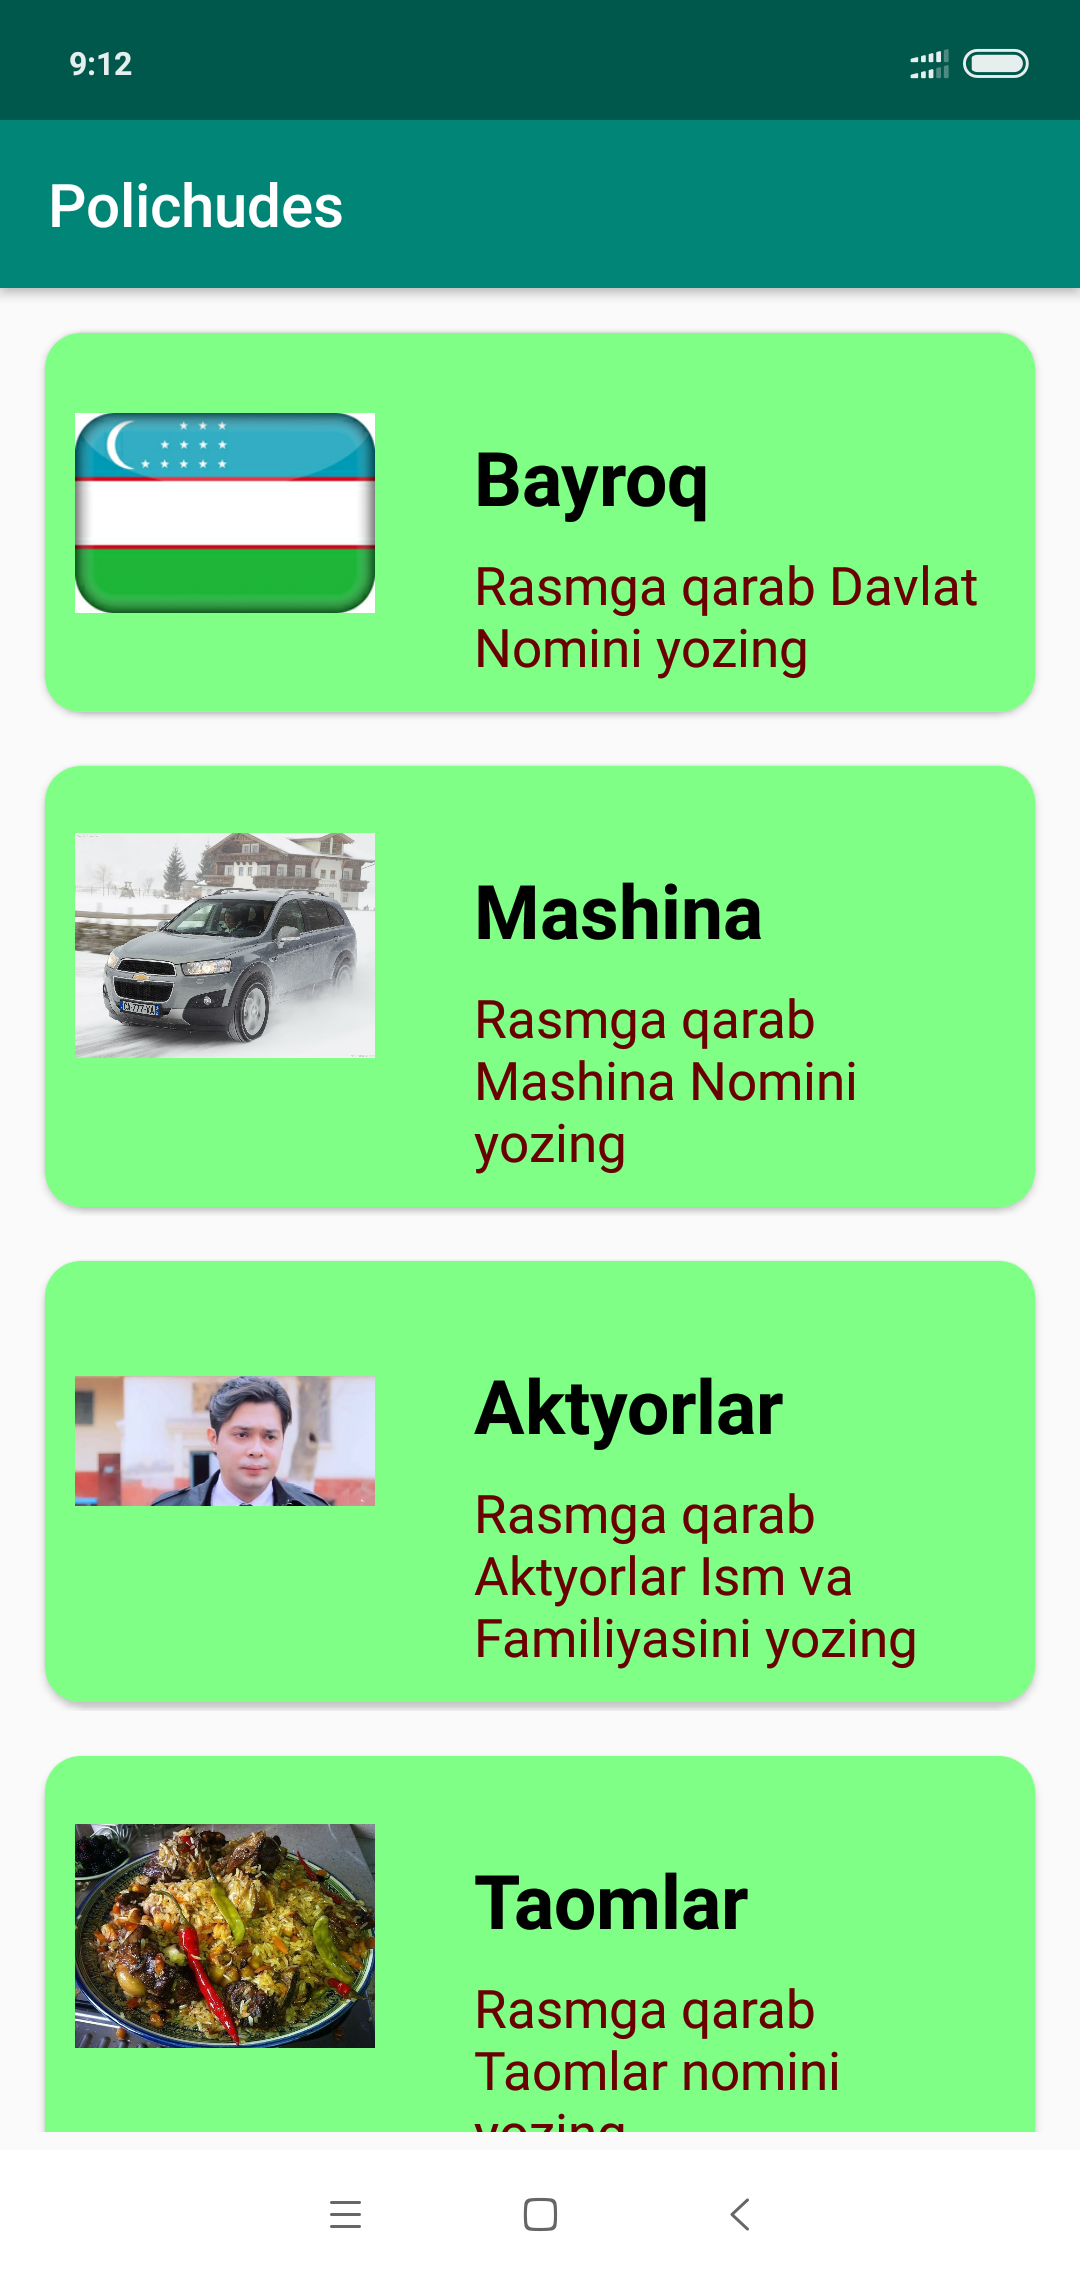 9:12
Polichudes
Bayroq
Rasmga qarab Davlat
Nomini yozing
Mashina
Rasmga qarab
Mashina Nomini
yozing
Aktyorlar
Rasmga qarab
Aktyorlar Ism va
Familiyasini yozing
Taomlar
Rasmga qarab
Taomlar nomini
yozing